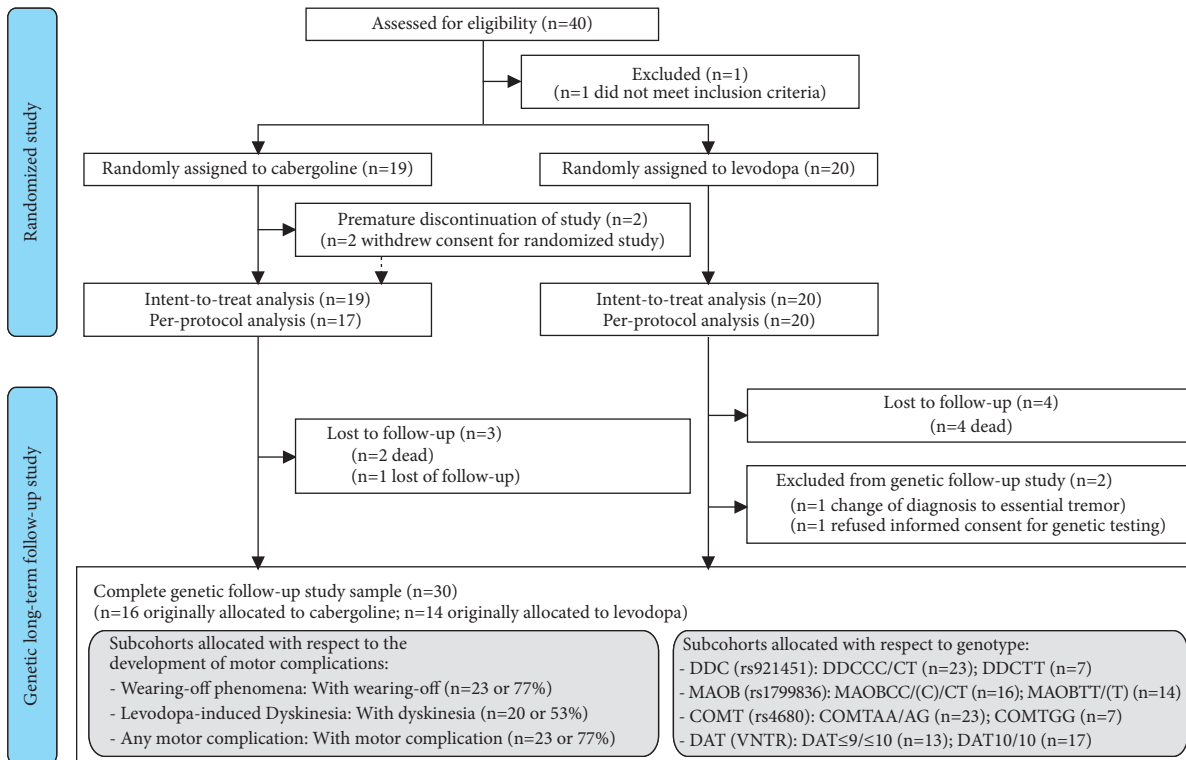 Randomized study
Assessed for eligibility (n=40)
Excluded (n=1)
(n=1 did not meet inclusion criteria)
Randomly assigned to cabergoline (n=19)
Randomly assigned to levodopa (n=20)
Premature discontinuation of study (n=2)
(n=2 withdrew consent for randomized study)
Intent-to-treat analysis (n=19)
Per-protocol analysis (n=17)
Intent-to-treat analysis (n=20)
Per-protocol analysis (n=20)
Genetic long-term follow-up study
Lost to follow-up (n=3)
(n=2 dead)
(n=1 lost of follow-up)
Lost to follow-up (n=4)
(n=4 dead)
Excluded from genetic follow-up study (n=2)
(n=1 change of diagnosis to essential tremor)
(n=1 refused informed consent for genetic testing)
Complete genetic follow-up study sample (n=30)
(n=16 originally allocated to cabergoline; n=14 originally allocated to levodopa)
Subcohorts allocated with respect to the
development of motor complications:
- Wearing-off phenomena: With wearing-off (n=23 or 77%)
- Levodopa-induced Dyskinesia: With dyskinesia (n=20 or 53%)
- Any motor complication: With motor complication (n=23 or 77%)
Subcohorts allocated with respect to genotype:
- DDC (rs921451): DDCCC/CT (n=23); DDCTT (n=7)
- MAOB (rs1799836): MAOBCC/(C)/CT (n=16); MAOBTT/(T) (n=14)
- COMT (rs4680): COMTAA/AG (n=23); COMTGG (n=7)
- DAT (VNTR): DAT≤9/≤10 (n=13); DAT10/10 (n=17)